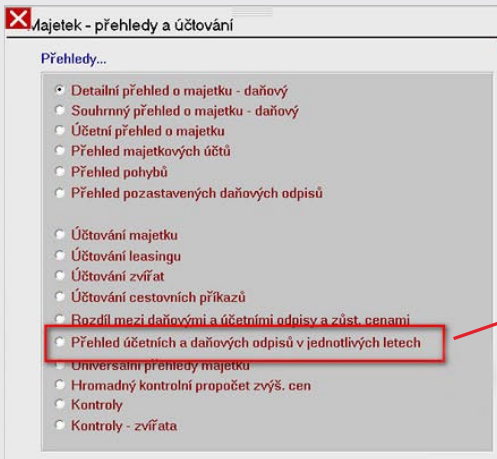 Majetek - přehledy a účtování
Přehledy...
Detailní přehled o majetku - daňový
Souhrnný přehled o majetku - daňový
Účetní přehled o majetku
Přehled majetkových účtů
Přehled pohybů
Přehled pozastavených daňových odpisů
Účtování majetku
Účtování leasingu
Účtování zvířat
Účtování cestovních příkazů
Rozdíl mezi daňovými a účetními odpisy a zůst. cenami
Přehled účetních a daňových odpisů v jednotlivých letech
Universální přehledy majetku
Hromadný kontrolní propočet zvýš. cen
Kontroly
Kontroly - zvířata